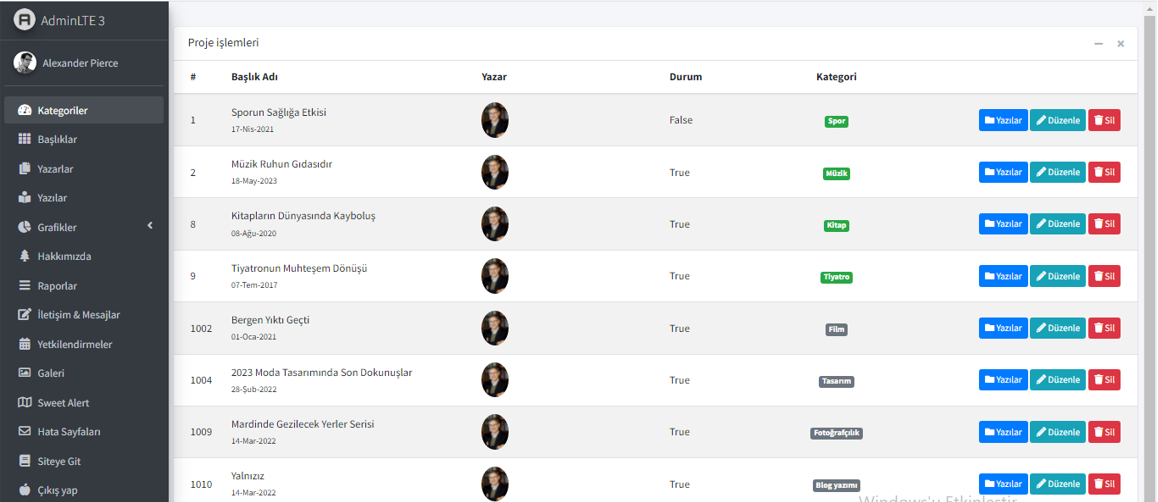 AdminLTE 3
Alexander Pierce
Kategoriler
Başlıklar
Yazarlar
Yazılar
Grafikler
Hakkımızda
Raporlar
İletişim & Mesajlar
Yetkilendirmeler
Galeri
Sweet Alert
Hata Sayfaları
Siteye Git
Çıkış yap
Proje işlemleri
# Başlık Adı Yazar Durum Kategori
1 Sporun Sağlığa Etkisi False Spor Yazılar Düzenle Sil
17-Nis-2021
2 Müzik Ruhun Gıdasıdır True Müzik Yazılar Düzenle Sil
18-May-2023
8 Kitapların Dünyasında Kayboluş True Kitap Yazılar Düzenle Sil
08-Ağu-2020
9 Tiyatronun Muhteşem Dönüşü True Tiyatro Yazılar Düzenle Sil
07-Tem-2017
1002 Bergen Yıktı Geçti True Film Yazılar Düzenle Sil
01-Oca-2021
1004 2023 Moda Tasarımında Son Dokunuşlar True Tasarım Yazılar Düzenle Sil
28-Şub-2022
1009 Mardinde Gezilecek Yerler Serisi True Fotoğrafçılık Yazılar Düzenle Sil
14-Mar-2022
1010 Yalnızız True Blog yazımı Yazılar Düzenle Sil
14-Mar-2022
Windows'u Etkinleştir